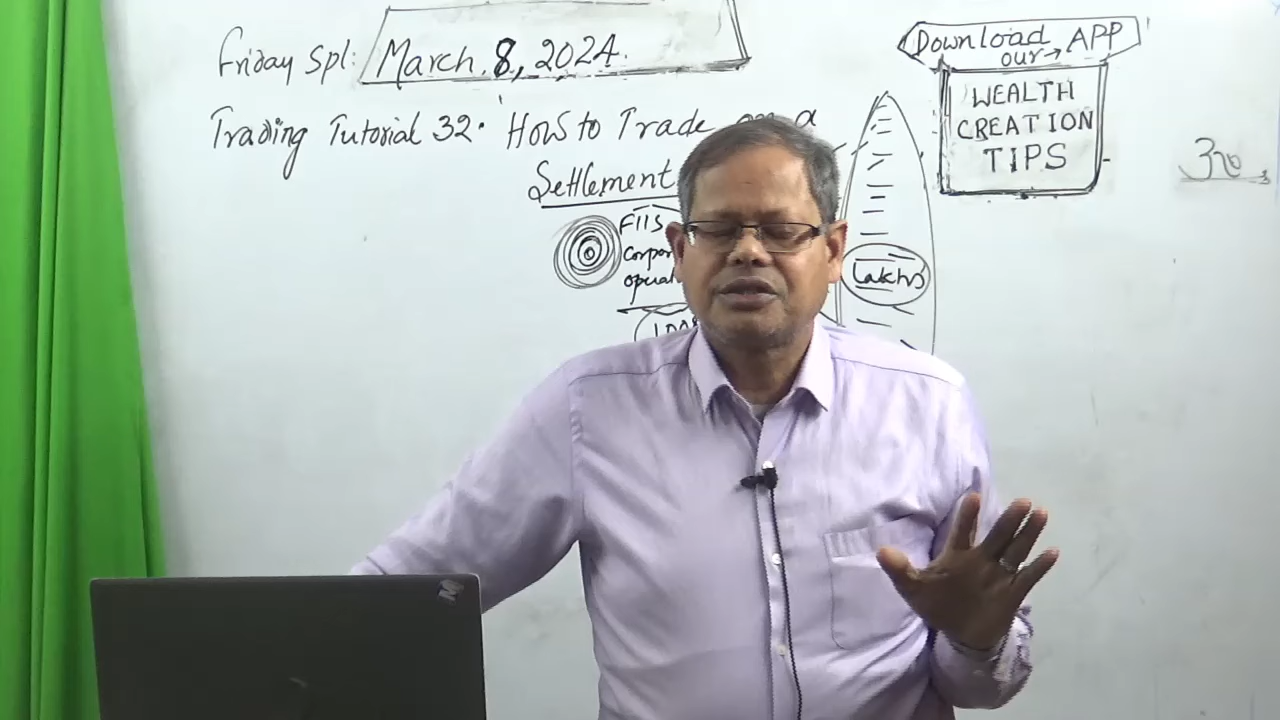 Friday Spl: March 8, 2024.
Trading Tutorial 32. 'How to Trade on a
Settlement
FIIs
Download
our → APP
WEALTH
CREATION
TIPS
Lakhs